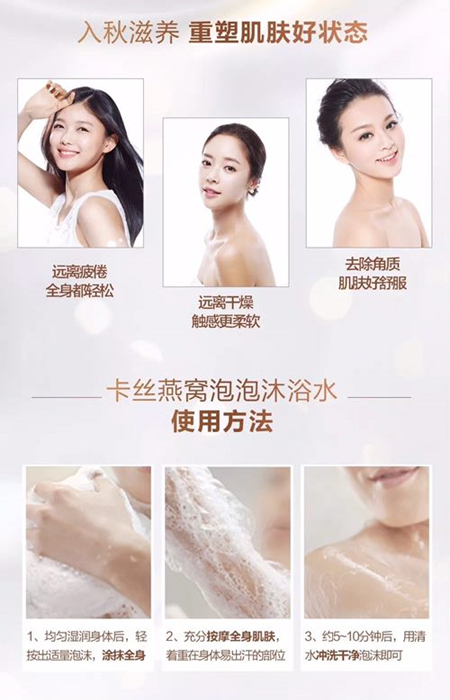 入秋滋养 重塑肌肤好状态
远离疲倦
全身都轻松
远离干燥
触感更柔软
去除角质
肌肤好舒服
卡丝燕窝泡泡沐浴水
使用方法
1、均匀湿润身体后，轻
按出适量泡沫，涂抹全身
2、充分按摩全身肌肤，
着重在身体易出汗的部位
3、约5~10分钟后，用清
水冲洗干净泡沫即可